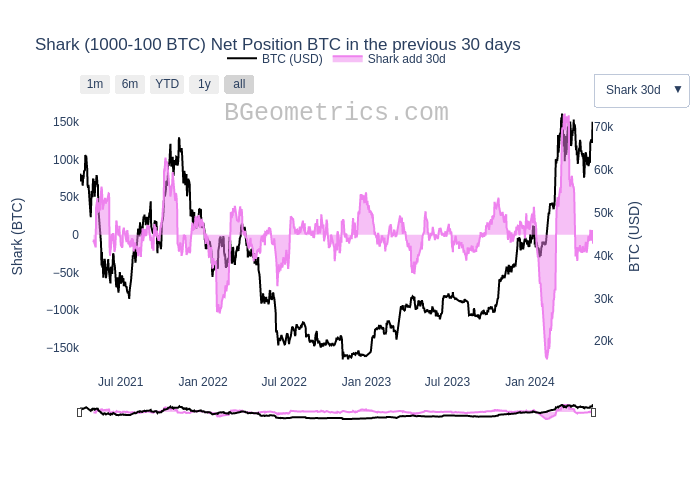 Shark (1000-100 BTC) Net Position BTC in the previous 30 days
BTC (USD) Shark add 30d
1m 6m YTD 1y all
Shark 30d ▼
BGeometrics.com
150k
100k
50k
0
−50k
−100k
−150k
Shark (BTC)
70k
60k
50k
40k
30k
20k
BTC (USD)
Jul 2021 Jan 2022 Jul 2022 Jan 2023 Jul 2023 Jan 2024